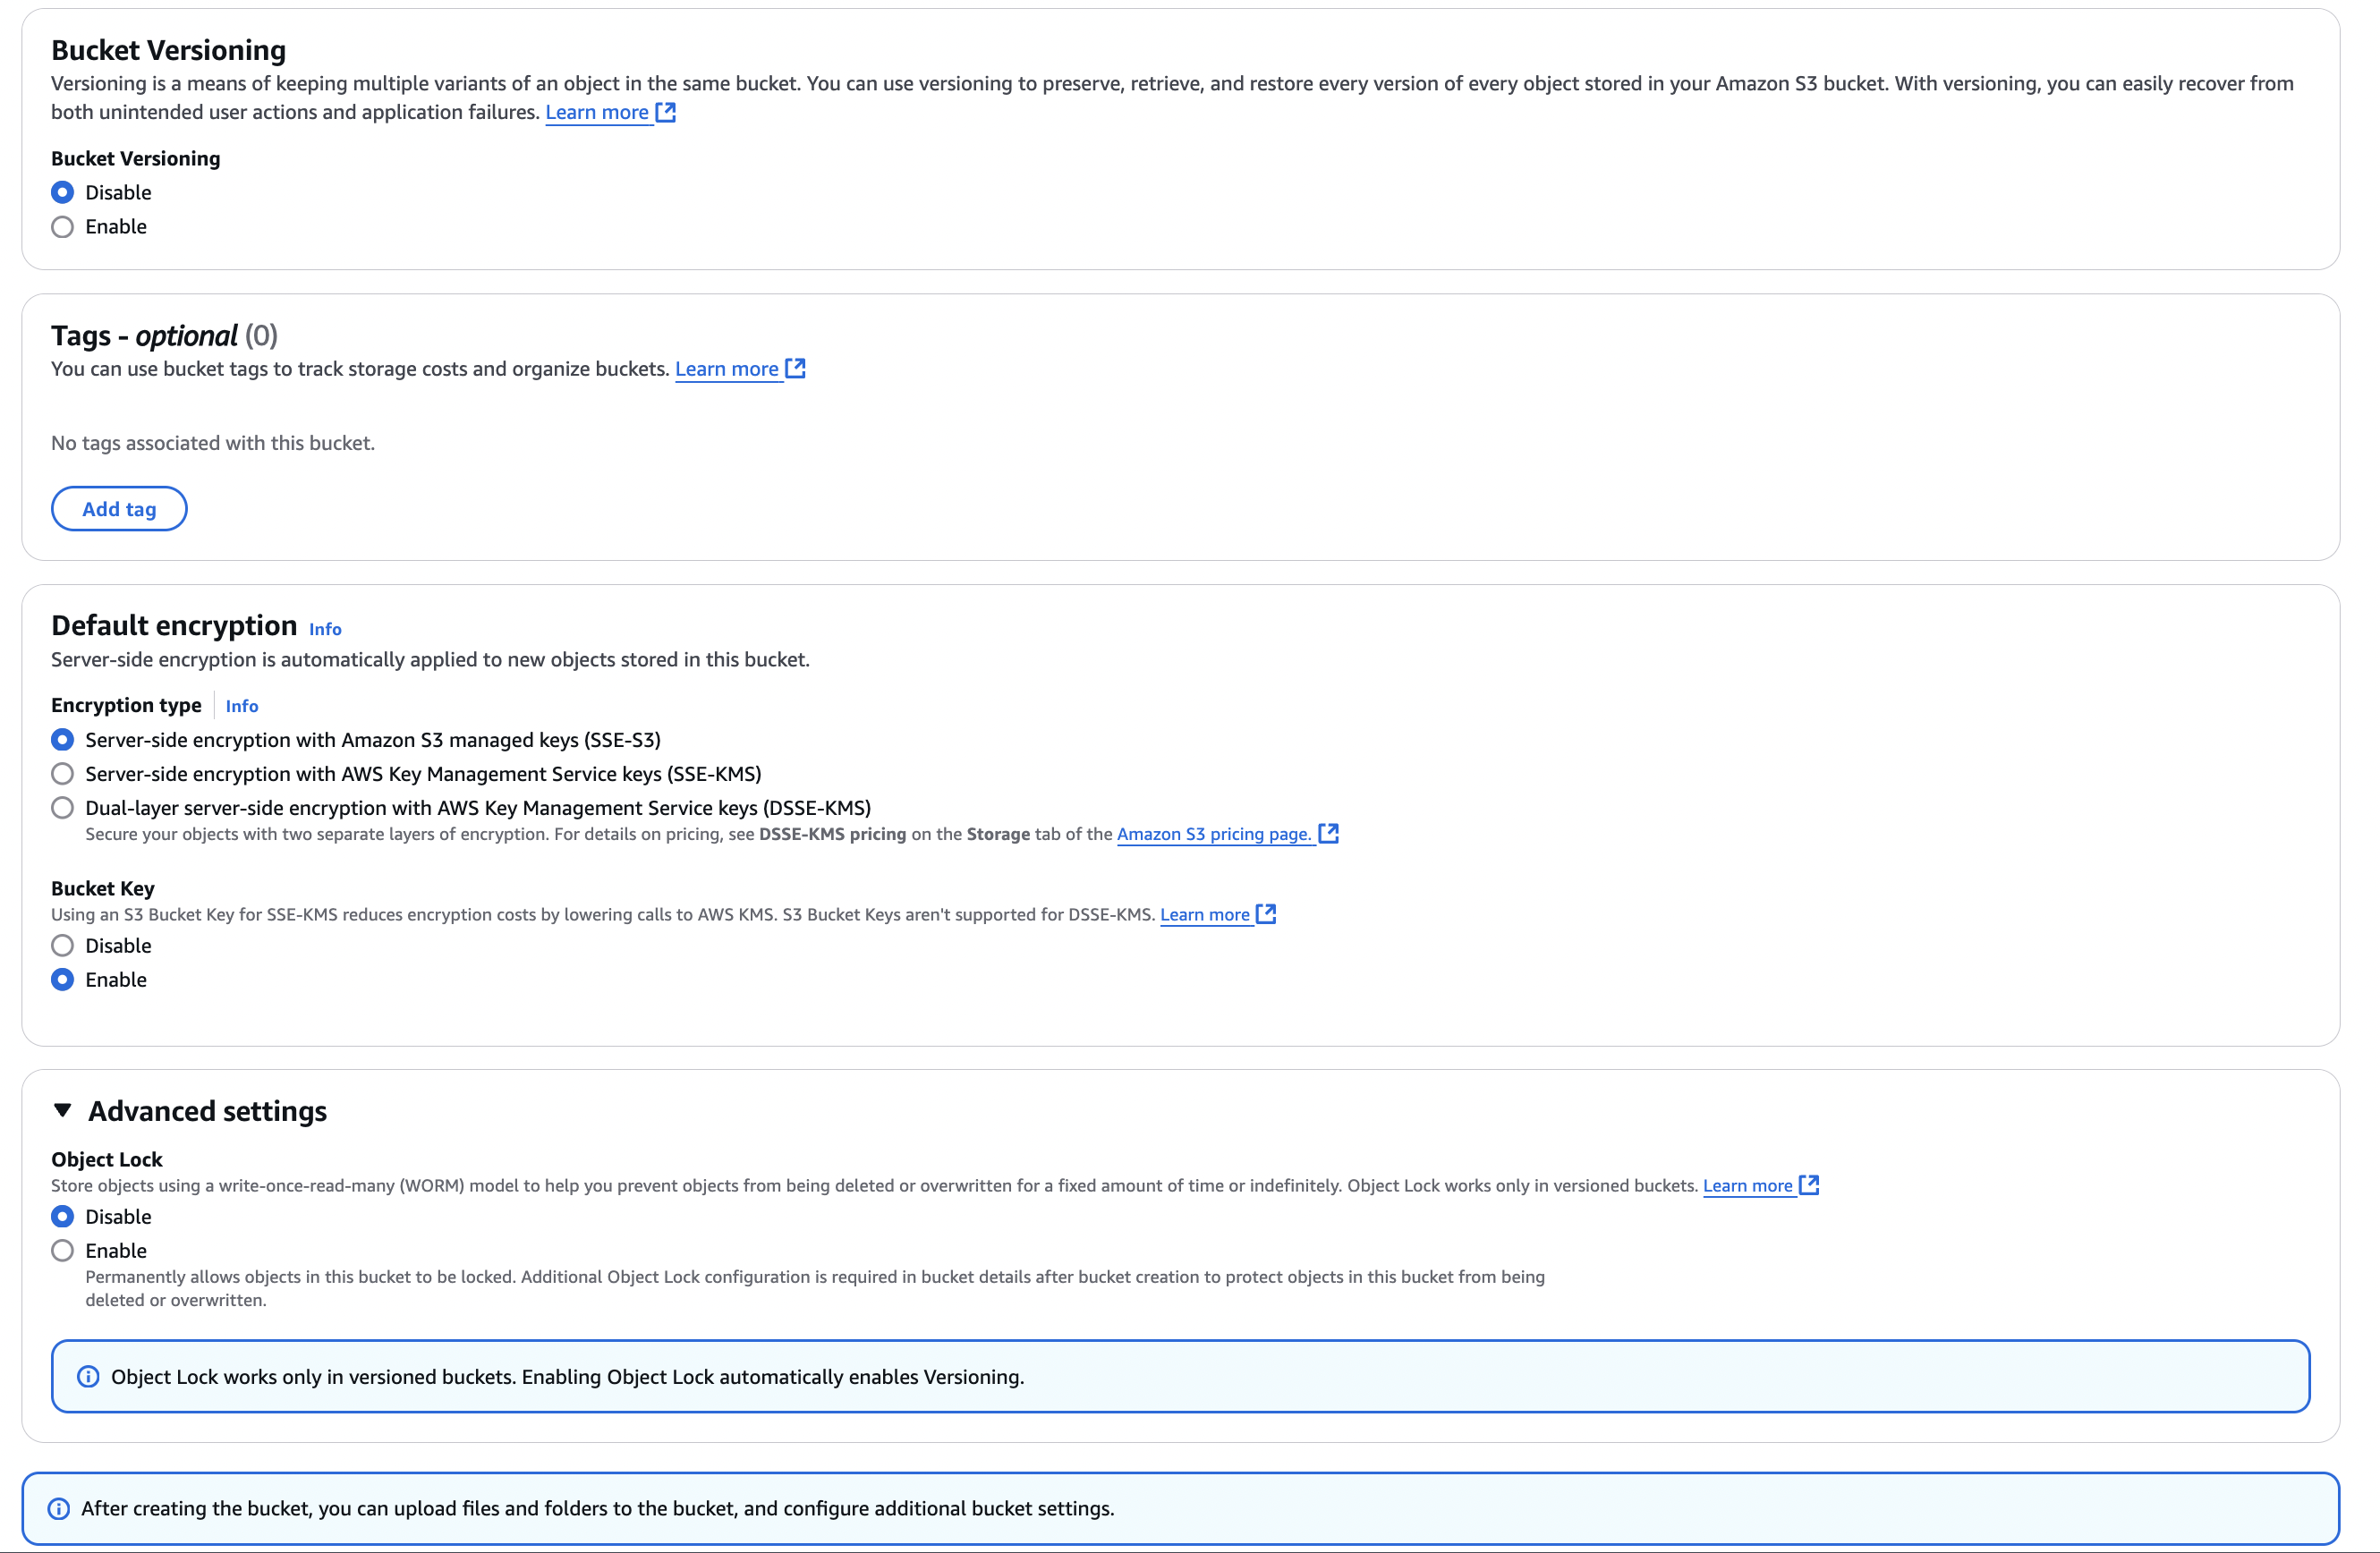 Bucket Versioning
Versioning is a means of keeping multiple variants of an object in the same bucket. You can use versioning to preserve, retrieve, and restore every version of every object stored in your Amazon S3 bucket. With versioning, you can easily recover from
both unintended user actions and application failures. Learn more
Bucket Versioning
Disable
Enable
Tags - optional (0)
You can use bucket tags to track storage costs and organize buckets. Learn more
No tags associated with this bucket.
Add tag
Default encryption Info
Server-side encryption is automatically applied to new objects stored in this bucket.
Encryption type Info
Server-side encryption with Amazon S3 managed keys (SSE-S3)
Server-side encryption with AWS Key Management Service keys (SSE-KMS)
Dual-layer server-side encryption with AWS Key Management Service keys (DSSE-KMS)
Secure your objects with two separate layers of encryption. For details on pricing, see DSSE-KMS pricing on the Storage tab of the Amazon S3 pricing page.
Bucket Key
Using an S3 Bucket Key for SSE-KMS reduces encryption costs by lowering calls to AWS KMS. S3 Bucket Keys aren't supported for DSSE-KMS. Learn more
Disable
Enable
Advanced settings
Object Lock
Store objects using a write-once-read-many (WORM) model to help you prevent objects from being deleted or overwritten for a fixed amount of time or indefinitely. Object Lock works only in versioned buckets. Learn more
Disable
Enable
Permanently allows objects in this bucket to be locked. Additional Object Lock configuration is required in bucket details after bucket creation to protect objects in this bucket from being
deleted or overwritten.
Object Lock works only in versioned buckets. Enabling Object Lock automatically enables Versioning.
After creating the bucket, you can upload files and folders to the bucket, and configure additional bucket settings.